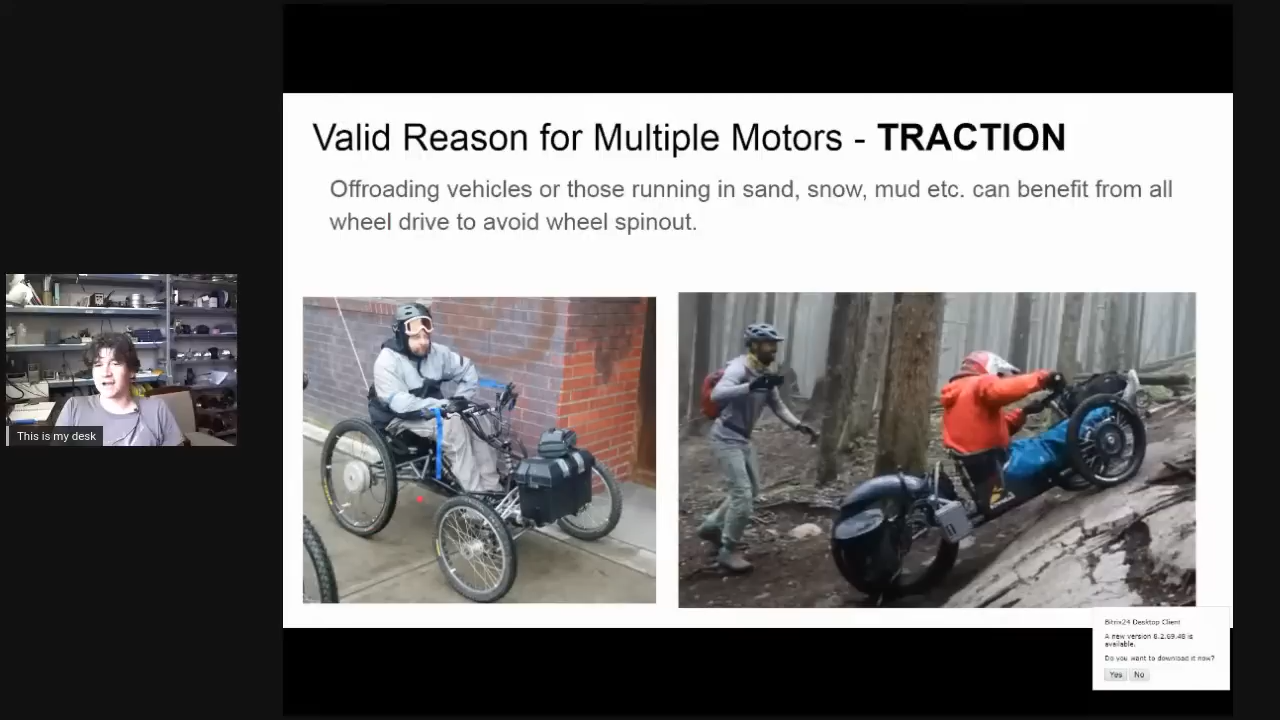 Valid Reason for Multiple Motors - TRACTION
Offroading vehicles or those running in sand, snow, mud etc. can benefit from all
wheel drive to avoid wheel spinout.
This is my desk
Bitrix24 Desktop Client
A new version 8.2.69.48 is
available.
Do you want to download it now?
Yes No